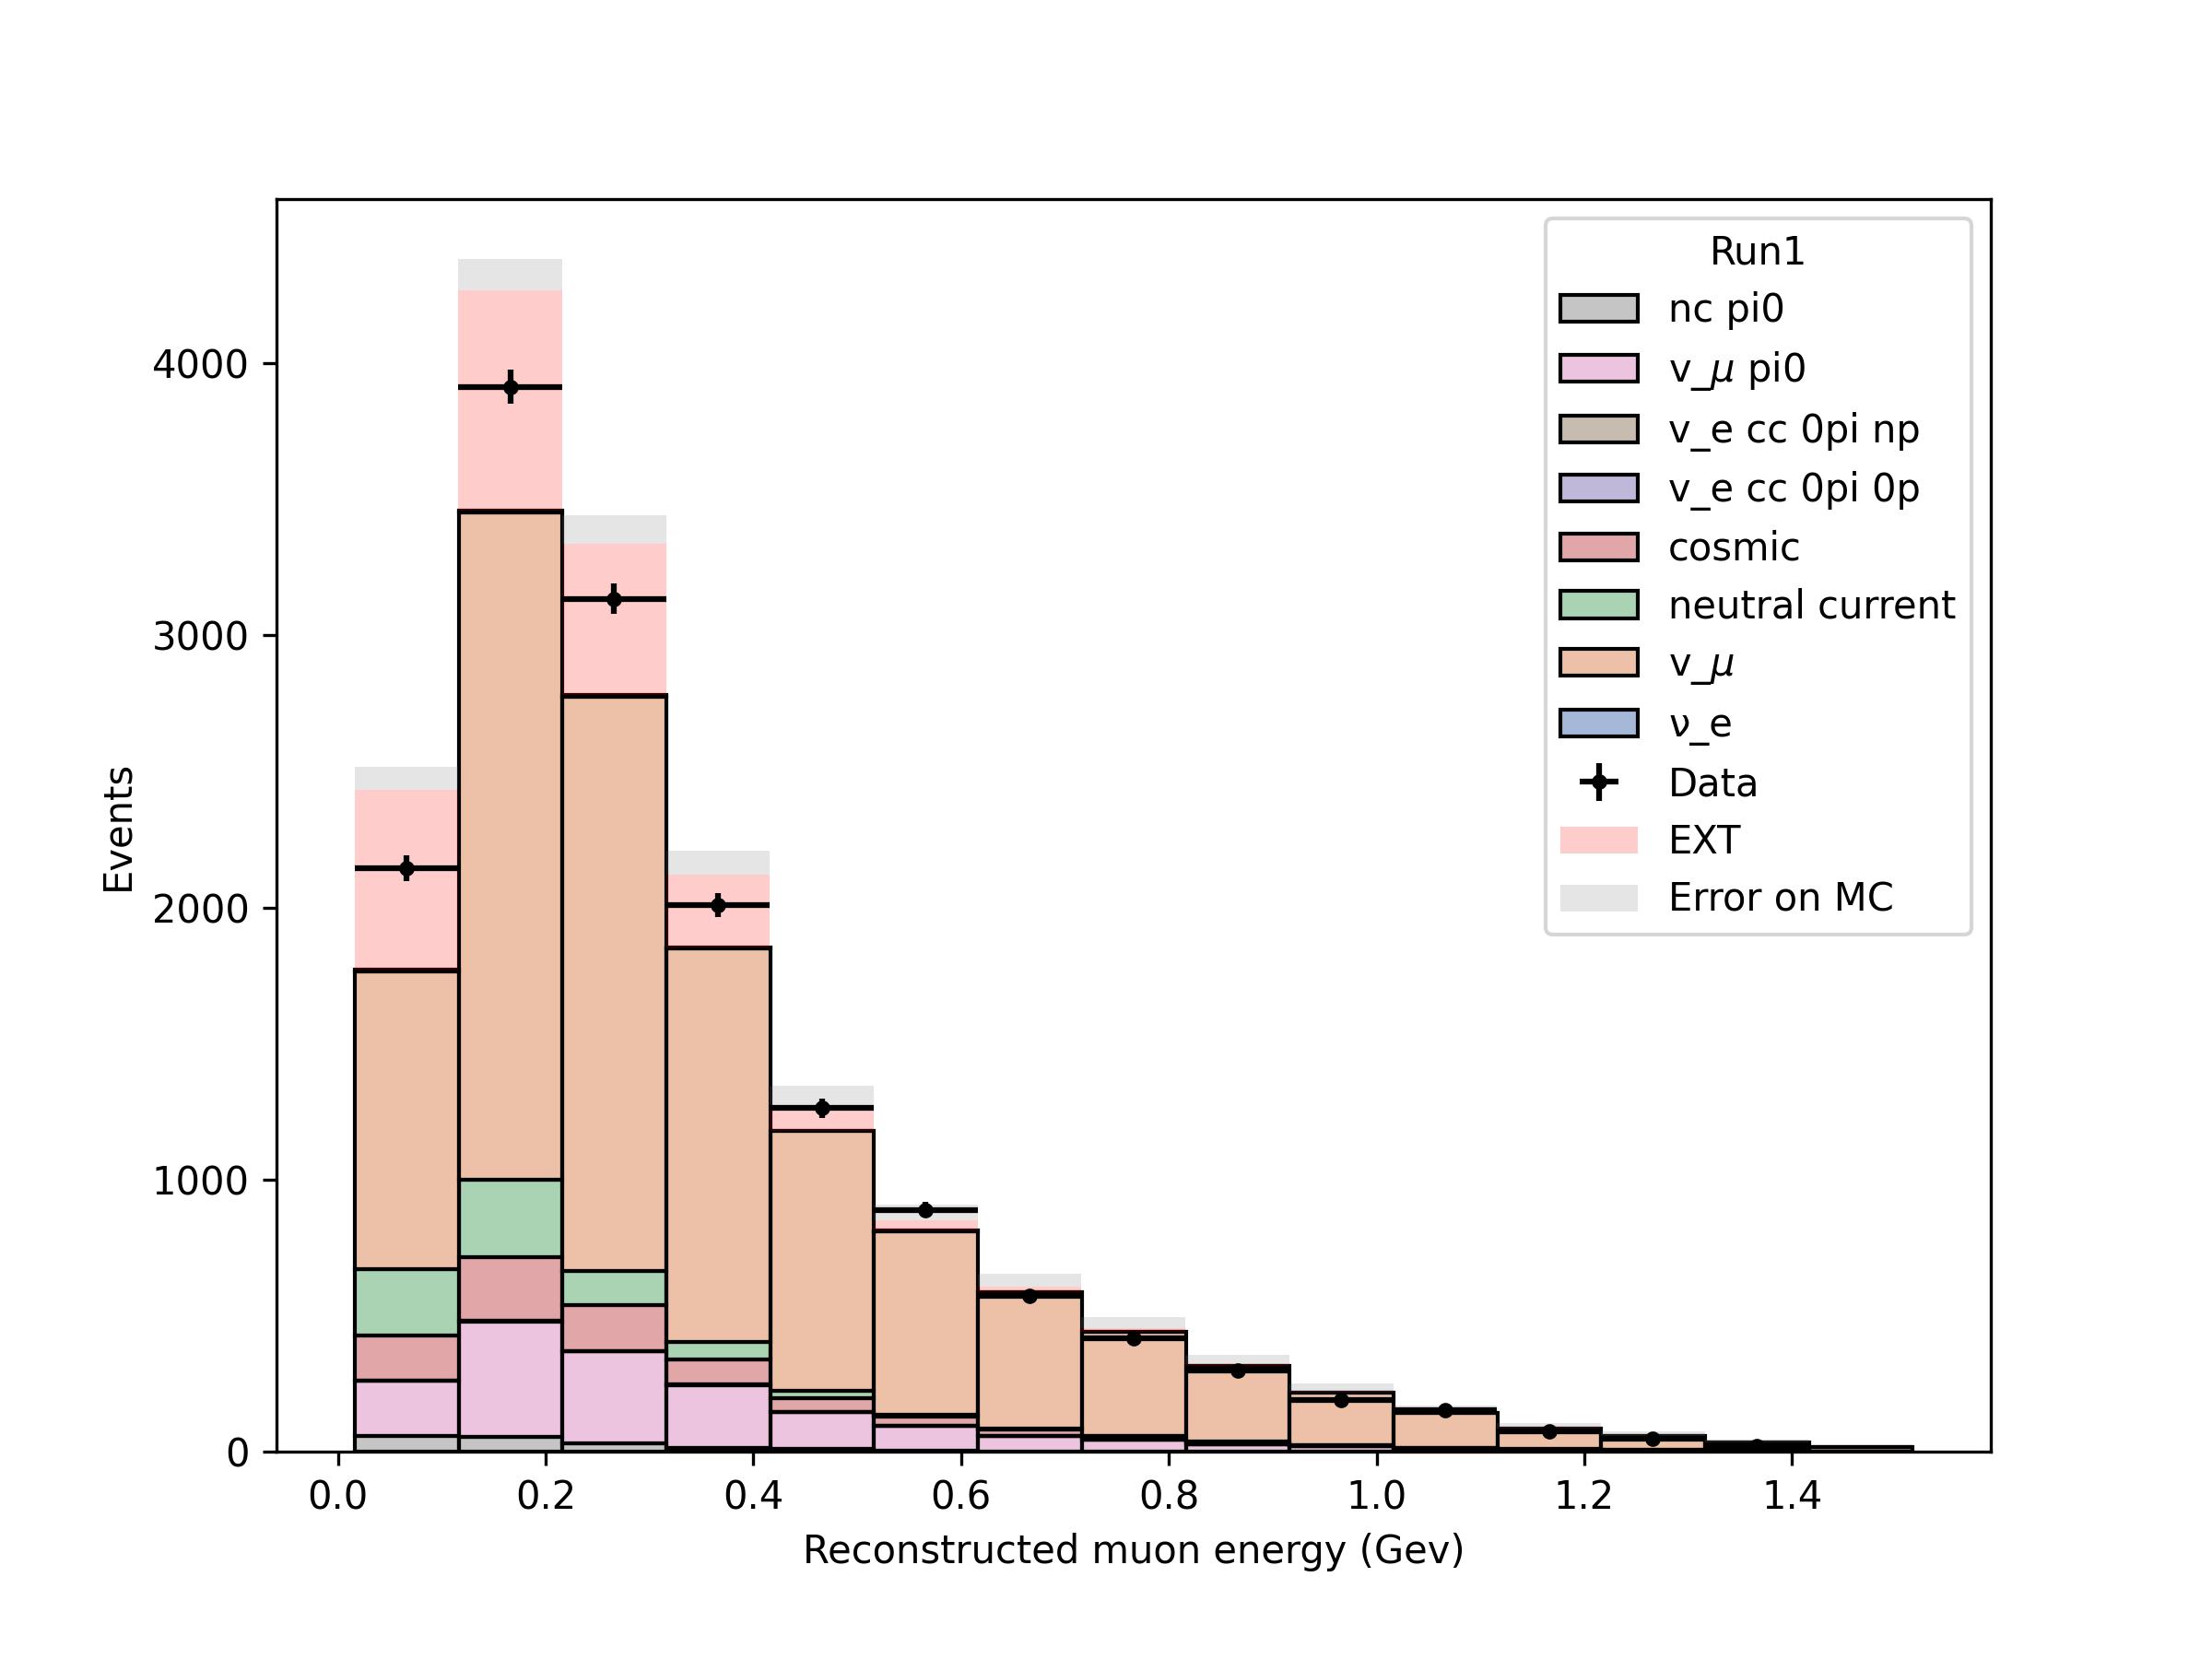 Run1
nc pi0
v_μ pi0
v_e cc 0pi np
v_e cc 0pi 0p
cosmic
neutral current
v_μ
ν_e
Data
EXT
Error on MC
Events
4000
3000
2000
1000
0
0.0 0.2 0.4 0.6 0.8 1.0 1.2 1.4
Reconstructed muon energy (Gev)